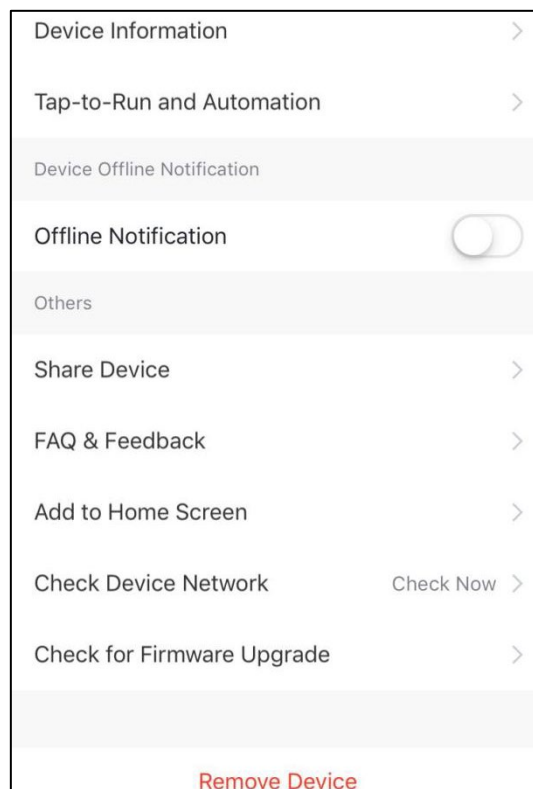 Device Information
Tap-to-Run and Automation
Device Offline Notification
Offline Notification
Others
Share Device
FAQ & Feedback
Add to Home Screen
Check Device Network Check Now
Check for Firmware Upgrade
Remove Device